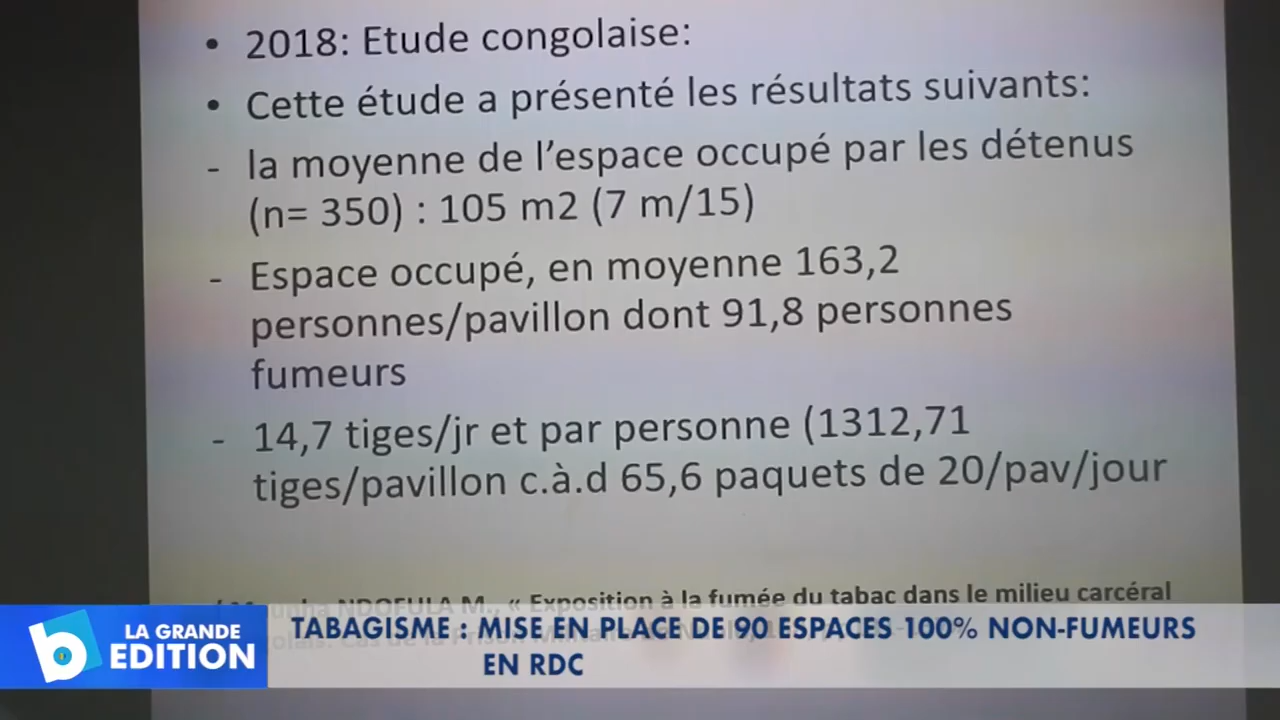 • 2018: Etude congolaise:
• Cette étude a présenté les résultats suivants:
- la moyenne de l'espace occupé par les détenus
(n= 350) : 105 m2 (7 m/15)
- Espace occupé, en moyenne 163,2
personnes/pavillon dont 91,8 personnes
fumeurs
- 14,7 tiges/jr et par personne (1312,71
tiges/pavillon c.à.d 65,6 paquets de 20/pav/jour
NDOFULA M., « Exposition à la fumée du tabac dans le milieu carcéral
LA GRANDE
EDITION
TABAGISME : MISE EN PLACE DE 90 ESPACES 100% NON-FUMEURS
EN RDC